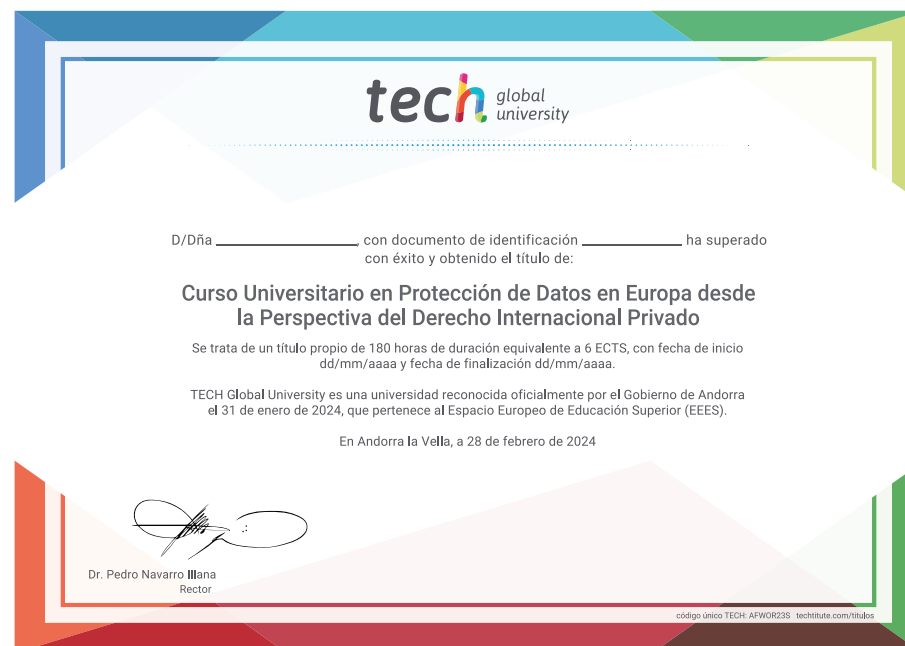 tech global university
D/Dña , con documento de identificación ha superado
con éxito y obtenido el título de:
Curso Universitario en Protección de Datos en Europa desde
la Perspectiva del Derecho Internacional Privado
Se trata de un título propio de 180 horas de duración equivalente a 6 ECTS, con fecha de inicio
dd/mm/aaaa y fecha de finalización dd/mm/aaaa.
TECH Global University es una universidad reconocida oficialmente por el Gobierno de Andorra
el 31 de enero de 2024, que pertenece al Espacio Europeo de Educación Superior (EEES).
En Andorra la Vella, a 28 de febrero de 2024
Dr. Pedro Navarro Illana
Rector
código único TECH: AFWOR23S techtitute.com/titulos